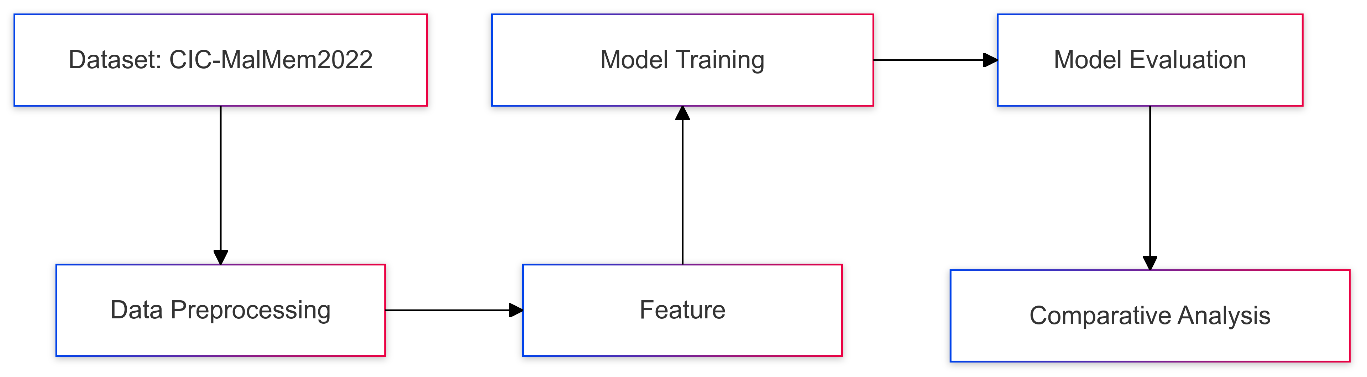 Dataset: CIC-MalMem2022
Model Training
Model Evaluation
Data Preprocessing
Feature
Comparative Analysis